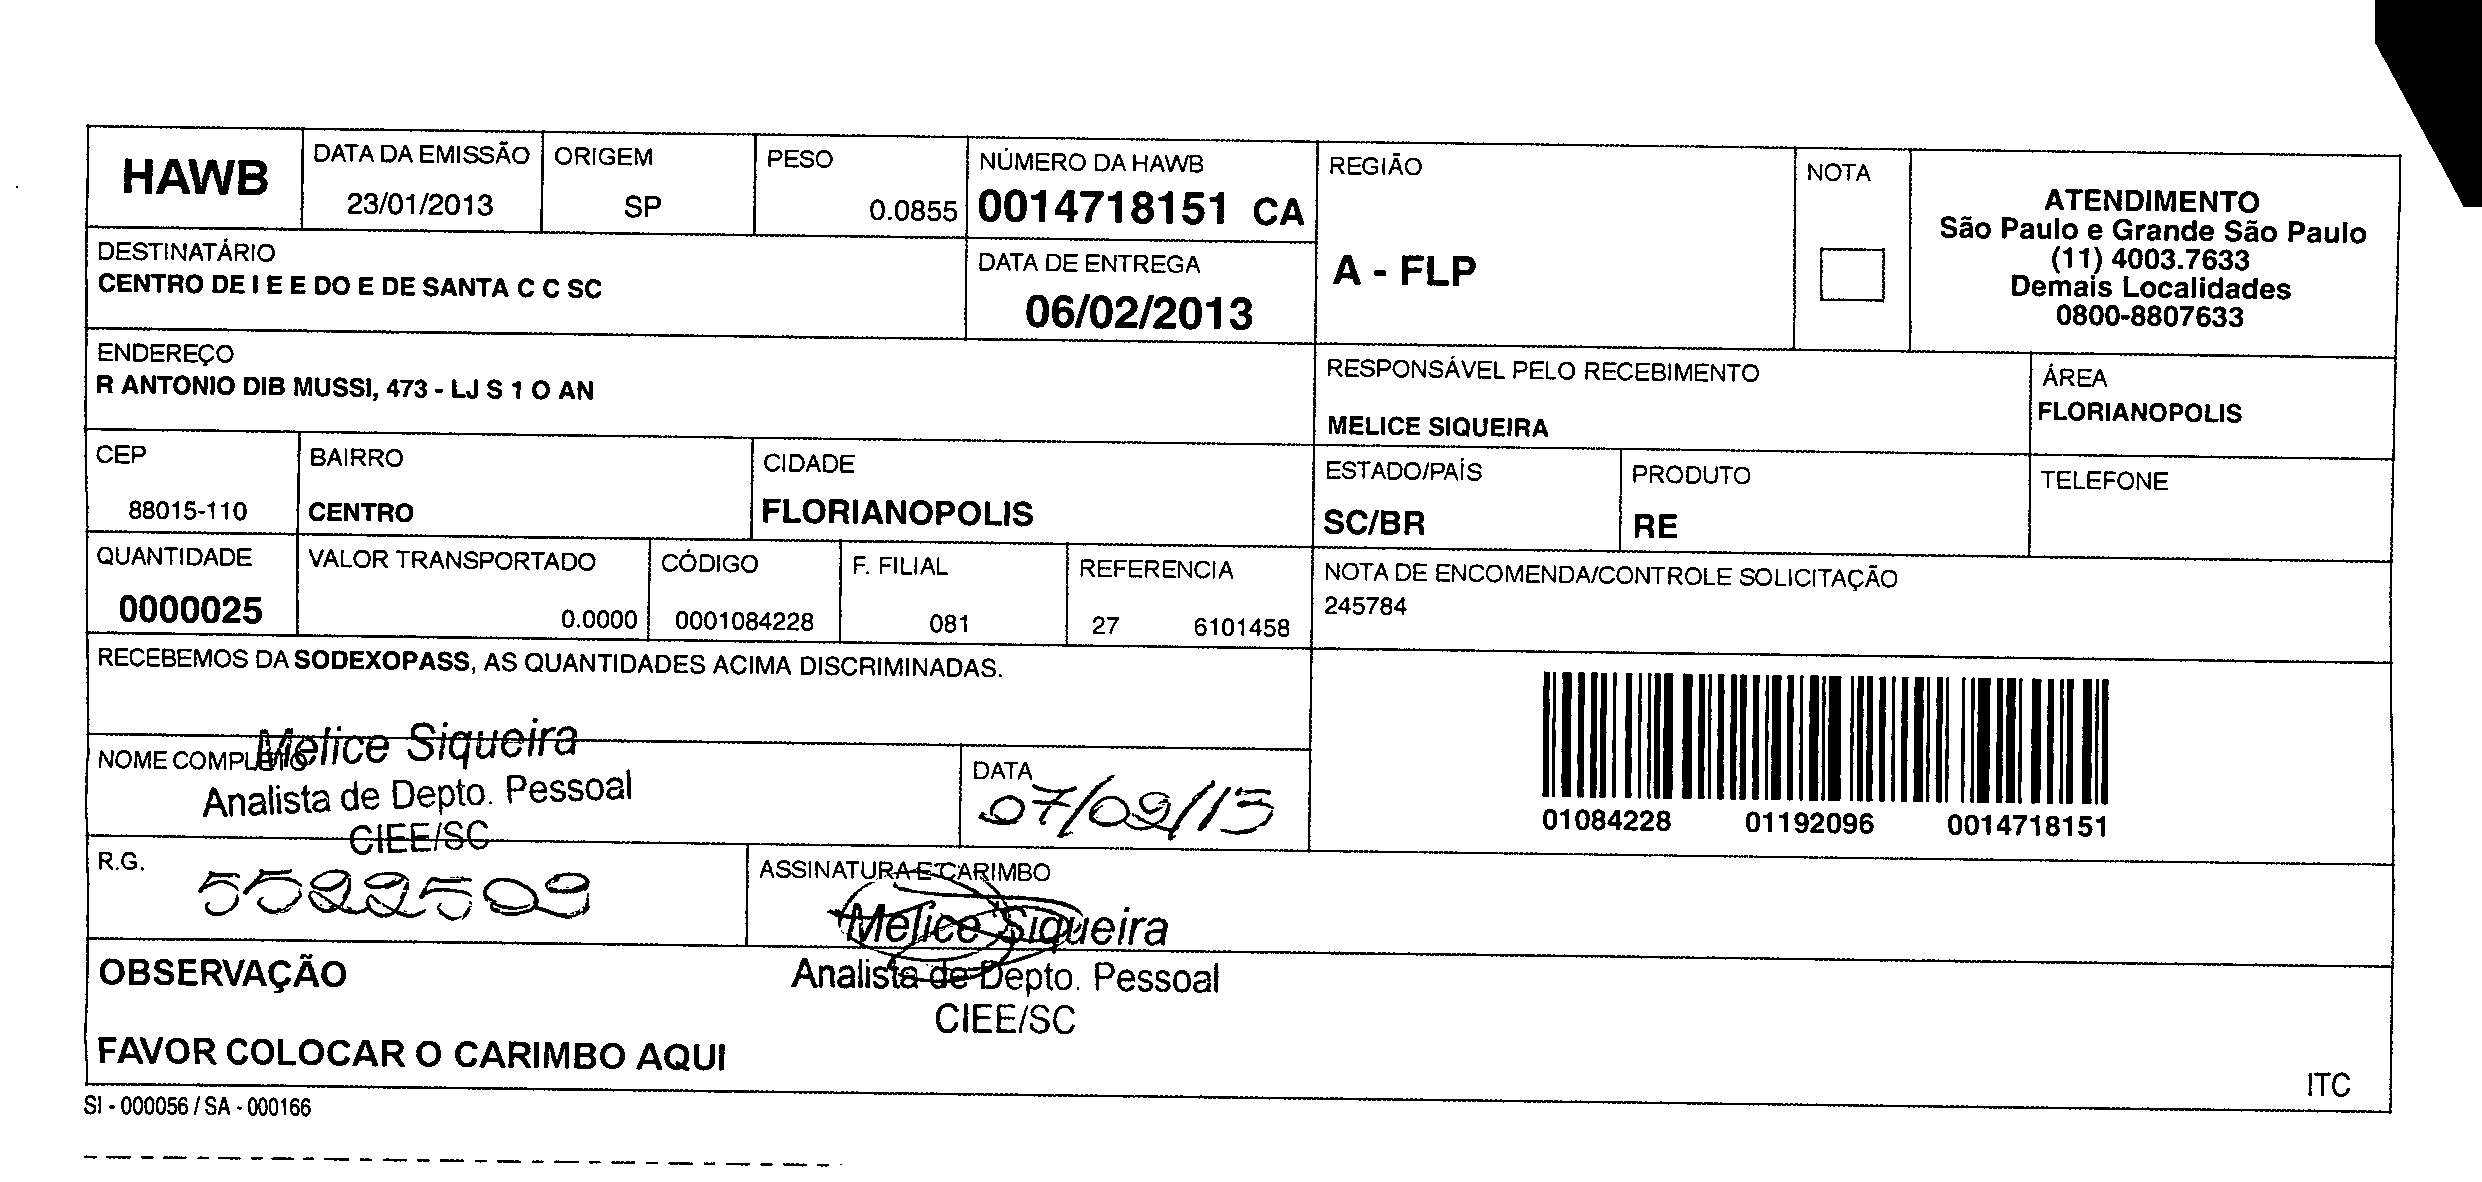 HAWB
DATA DA EMISSÃO
23/01/2013
ORIGEM
SP
PESO
0.0855
NÚMERO DA HAWB
0014718151 CA
REGIÃO
A - FLP
NOTA
ATENDIMENTO
São Paulo e Grande São Paulo
(11) 4003.7633
Demais Localidades
0800-8807633
DESTINATÁRIO
CENTRO DE I E E DO E DE SANTA C C SC
DATA DE ENTREGA
06/02/2013
ENDEREÇO
R ANTONIO DIB MUSSI, 473 - LJ S 1 O AN
RESPONSÁVEL PELO RECEBIMENTO
MELICE SIQUEIRA
ÁREA
FLORIANOPOLIS
CEP
88015-110
BAIRRO
CENTRO
CIDADE
FLORIANOPOLIS
ESTADO/PAÍS
SC/BR
PRODUTO
RE
TELEFONE
QUANTIDADE
0000025
VALOR TRANSPORTADO
0.0000
CÓDIGO
0001084228
F. FILIAL
081
REFERENCIA
27 6101458
NOTA DE ENCOMENDA/CONTROLE SOLICITAÇÃO
245784
RECEBEMOS DA SODEXOPASS, AS QUANTIDADES ACIMA DISCRIMINADAS.
NOME COMPLETO
Melice Siqueira
Analista de Depto. Pessoal
CIEE/SC
DATA
07/02/13
01084228 01192096 0014718151
R.G.
5522502
ASSINATURA E CARIMBO
Melice Siqueira
Analista de Depto. Pessoal
CIEE/SC
OBSERVAÇÃO
FAVOR COLOCAR O CARIMBO AQUI
ITC
SI - 000056 / SA - 000166